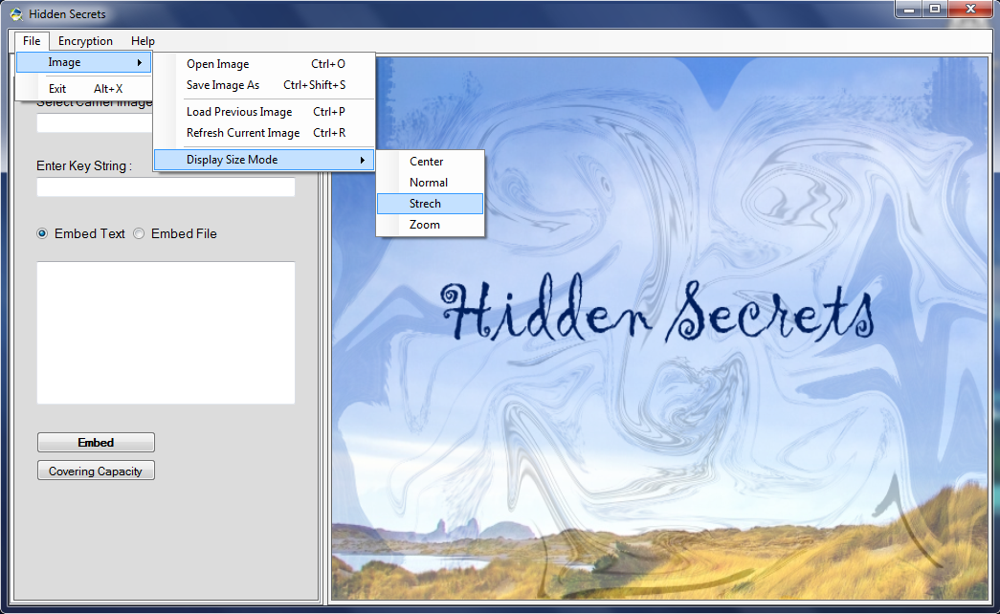 Hidden Secrets
File Encryption Help
Image
Exit Alt+X
Open Image Ctrl+O
Save Image As Ctrl+Shift+S
Load Previous Image Ctrl+P
Refresh Current Image Ctrl+R
Display Size Mode
Center
Normal
Strech
Zoom
Select Carrier Image
Enter Key String :
Embed Text Embed File
Embed
Covering Capacity
Hidden Secrets